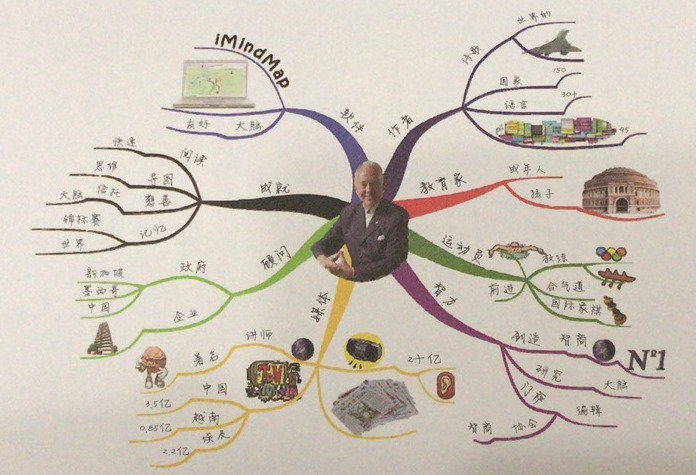 iMindMap
软件
友好 大脑
作者
诗歌
世界的
国家
150
语言
30+
95
成就
阅读
快速
思维
导图
慈善
信托
大脑
记忆
锦标赛
世界
教育家
成年人
孩子
顾问
政府
新加坡
墨西哥
中国
企业
运动员
前进
教练
合气道
国际象棋
媒体
讲师
著名
TV
中国
3.5亿
越南
0.85亿
埃及
2.2亿
2十亿
智力
创造 智商
Nº1
研究
大脑
门萨
编辑
智商 协会